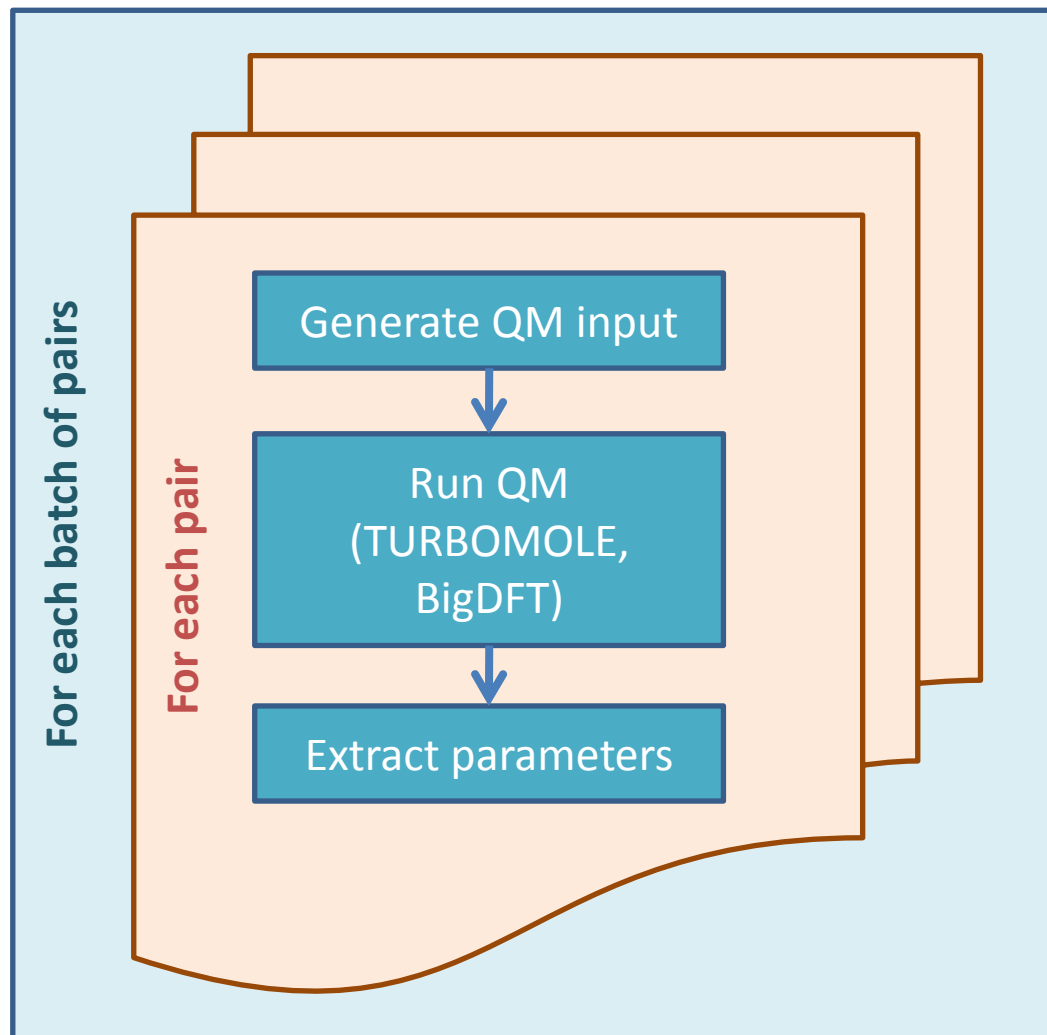 For each batch of pairs
For each pair
Generate QM input
Run QM
(TURBOMOLE,
BigDFT)
Extract parameters